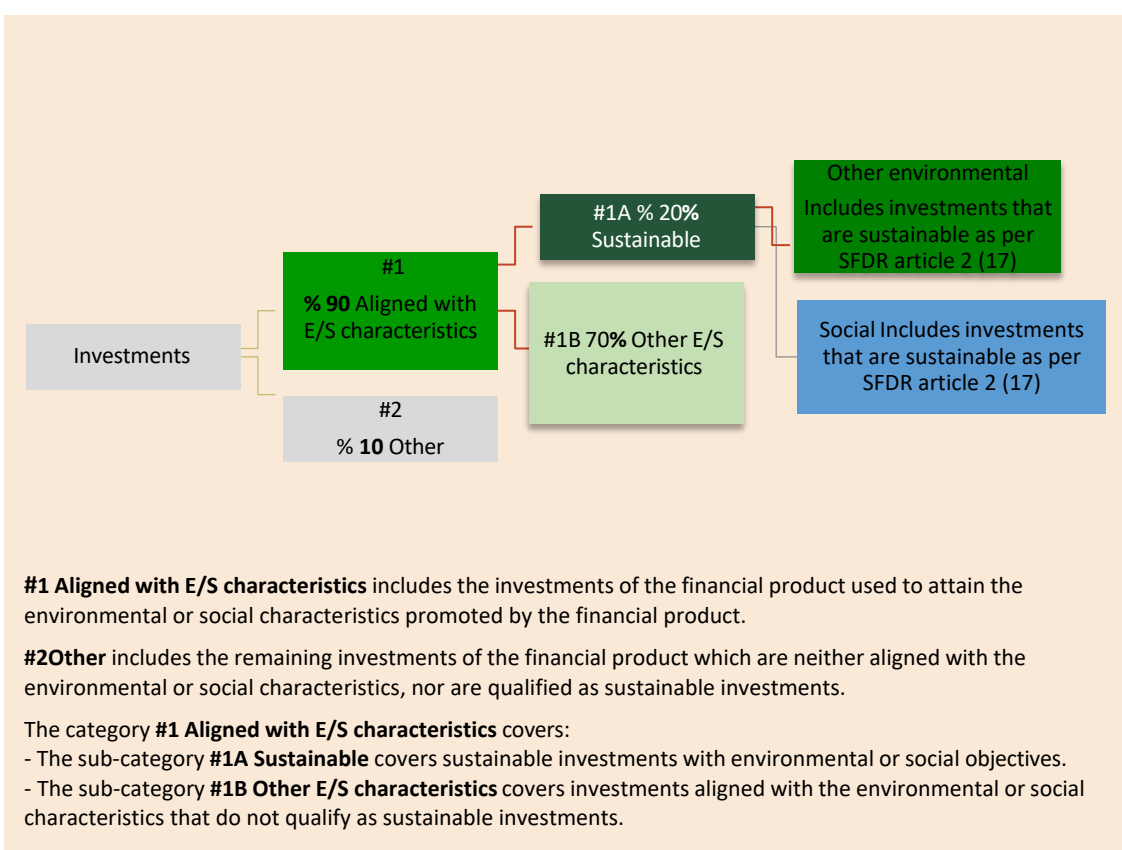 Investments
#1
% 90 Aligned with
E/S characteristics
#2
% 10 Other
#1A % 20%
Sustainable
#1B 70% Other E/S
characteristics
Other environmental
Includes investments that
are sustainable as per
SFDR article 2 (17)
Social Includes investments
that are sustainable as per
SFDR article 2 (17)
#1 Aligned with E/S characteristics includes the investments of the financial product used to attain the
environmental or social characteristics promoted by the financial product.
#2Other includes the remaining investments of the financial product which are neither aligned with the
environmental or social characteristics, nor are qualified as sustainable investments.
The category #1 Aligned with E/S characteristics covers:
- The sub-category #1A Sustainable covers sustainable investments with environmental or social objectives.
- The sub-category #1B Other E/S characteristics covers investments aligned with the environmental or social
characteristics that do not qualify as sustainable investments.